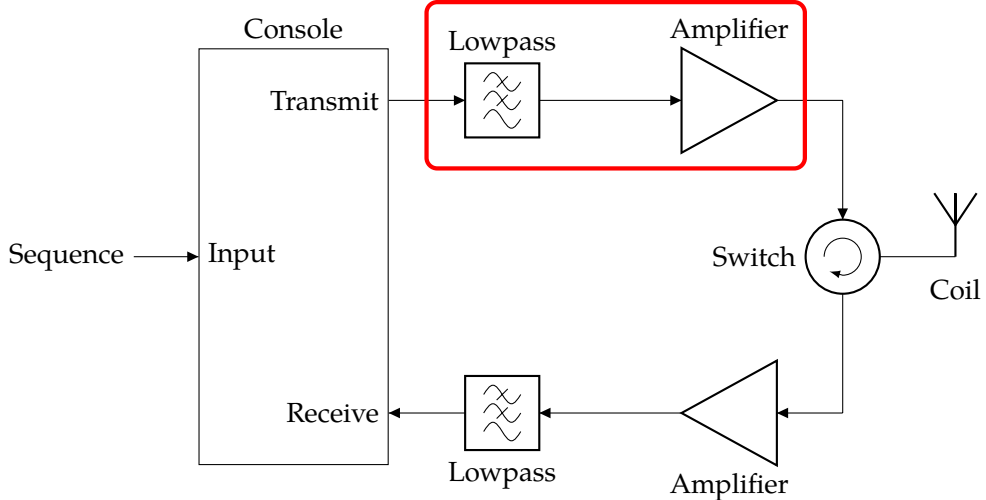 Console
Lowpass
Amplifier
Transmit
Sequence
Input
Switch
Coil
Receive
Lowpass
Amplifier